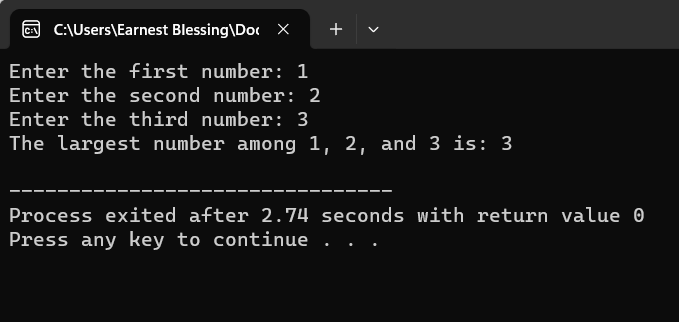 C:\Users\Earnest Blessing\Doc
Enter the first number: 1
Enter the second number: 2
Enter the third number: 3
The largest number among 1, 2, and 3 is: 3
--------------------------------
Process exited after 2.74 seconds with return value 0
Press any key to continue . . .